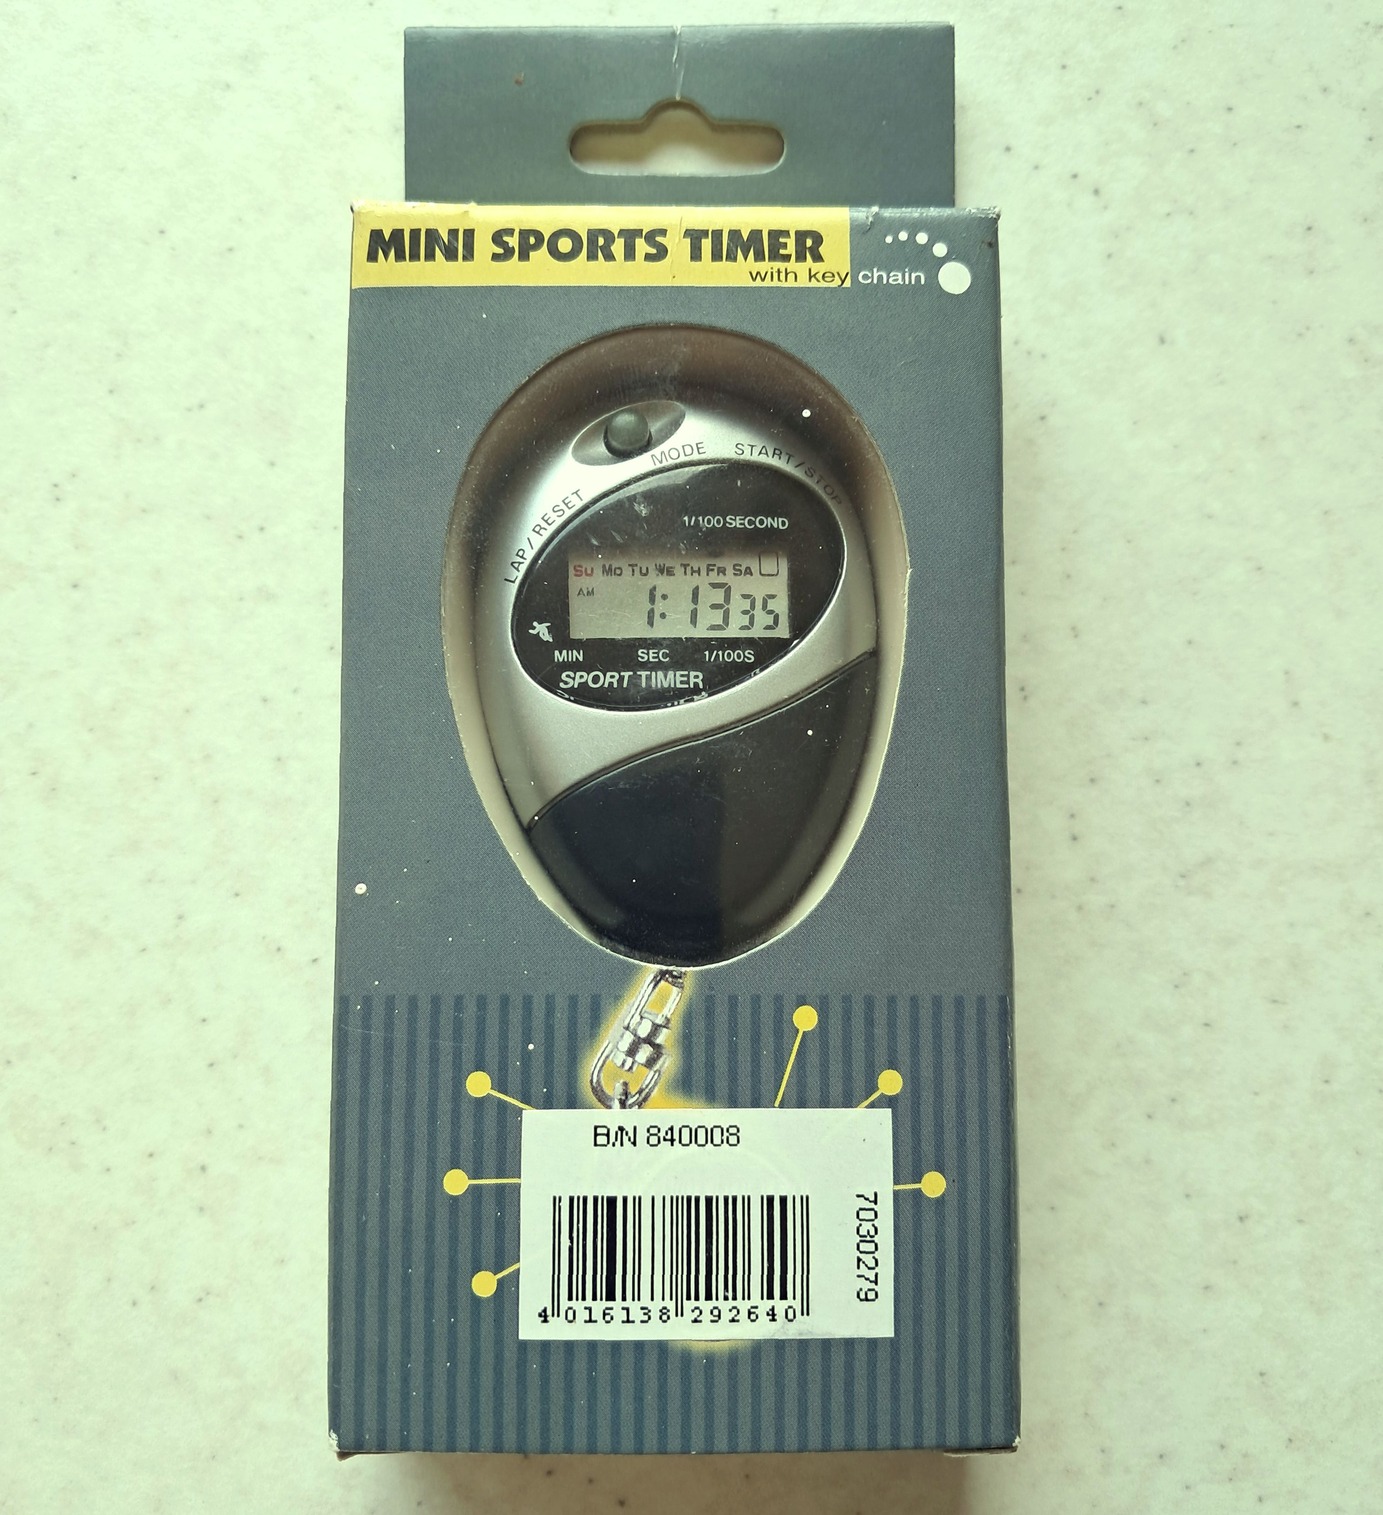 MINI SPORTS TIMER
with key chain
MODE
START/STOP
LAP/RESET
1/100 SECOND
SU MO TU WE TH FR SA
AM
1:13 35
MIN SEC 1/100S
SPORT TIMER
B/N 840008
7030279
4 016138 292640